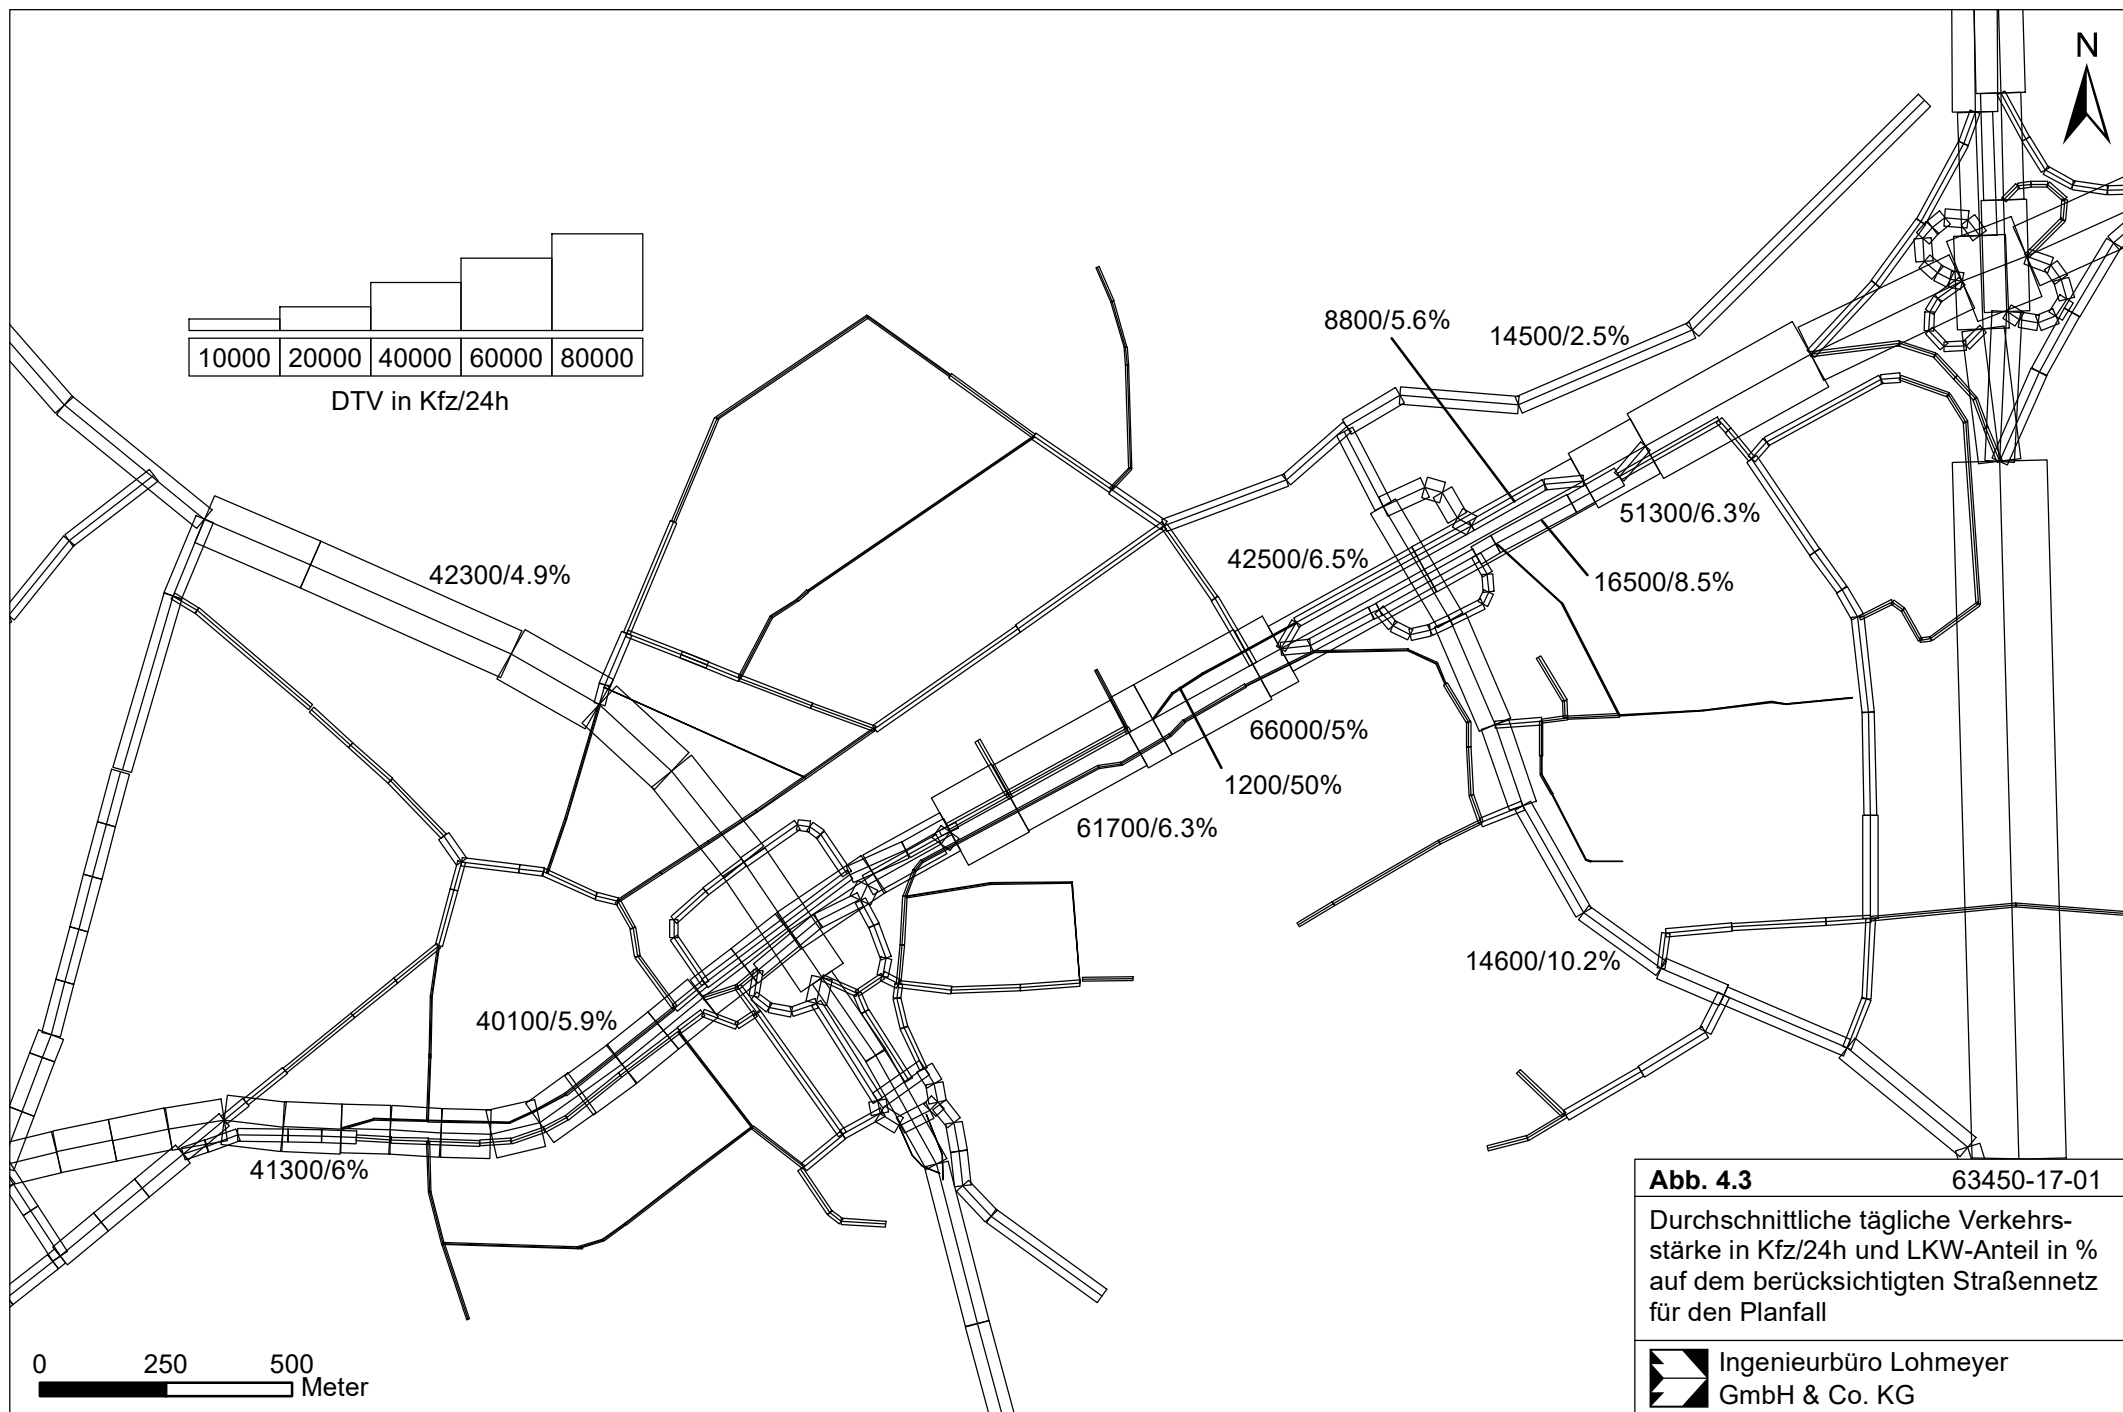 N
8800/5.6%
14500/2.5%
10000 20000 40000 60000 80000
DTV in Kfz/24h
51300/6.3%
42500/6.5%
42300/4.9%
16500/8.5%
66000/5%
1200/50%
61700/6.3%
14600/10.2%
40100/5.9%
41300/6%
0 250 500
Meter
Abb. 4.3 63450-17-01
Durchschnittliche tägliche Verkehrs-
stärke in Kfz/24h und LKW-Anteil in %
auf dem berücksichtigten Straßennetz
für den Planfall
Ingenieurbüro Lohmeyer
GmbH & Co. KG